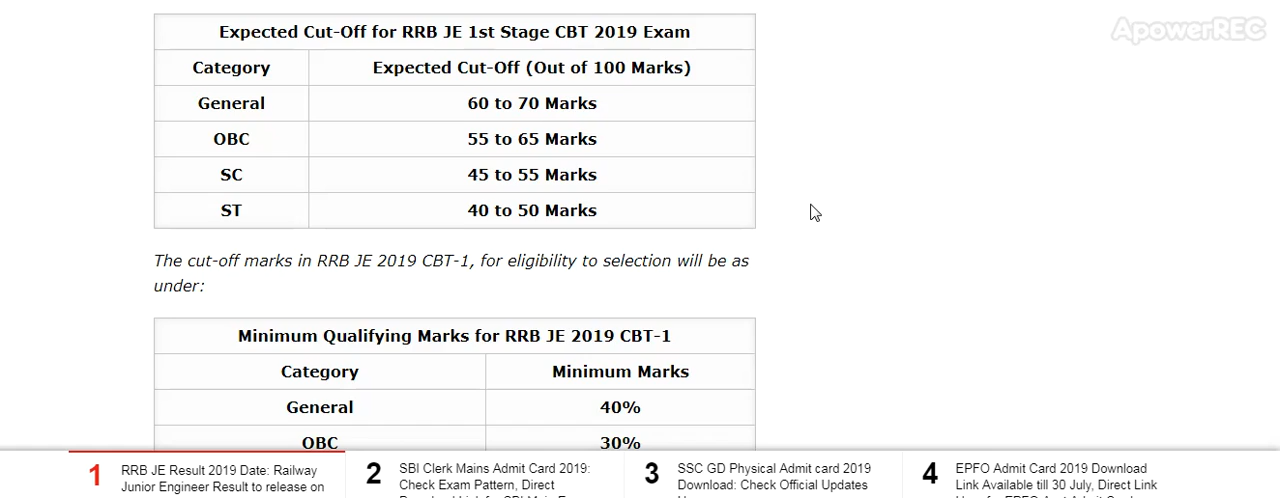 ApowerREC
Expected Cut-Off for RRB JE 1st Stage CBT 2019 Exam
Category Expected Cut-Off (Out of 100 Marks)
General 60 to 70 Marks
OBC 55 to 65 Marks
SC 45 to 55 Marks
ST 40 to 50 Marks
The cut-off marks in RRB JE 2019 CBT-1, for eligibility to selection will be as
under:
Minimum Qualifying Marks for RRB JE 2019 CBT-1
Category Minimum Marks
General 40%
OBC 30%
1 RRB JE Result 2019 Date: Railway
Junior Engineer Result to release on
2 SBI Clerk Mains Admit Card 2019:
Check Exam Pattern, Direct
3 SSC GD Physical Admit card 2019
Download: Check Official Updates
4 EPFO Admit Card 2019 Download
Link Available till 30 July, Direct Link